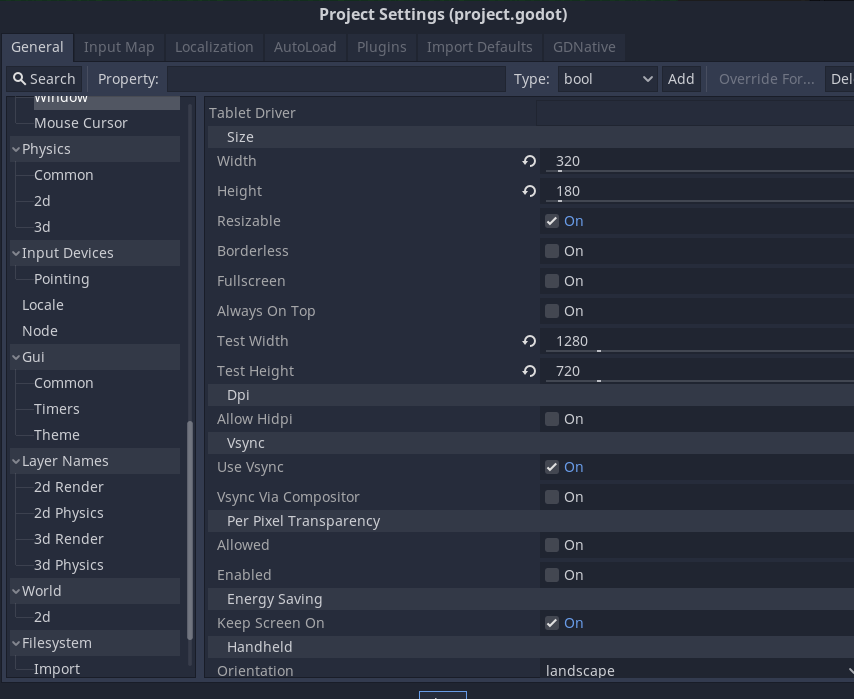 Project Settings (project.godot)
General Input Map Localization AutoLoad Plugins Import Defaults GDNative
Search Property: Type: bool Add Override For... Del
Window
Mouse Cursor
Physics
Common
2d
3d
Input Devices
Pointing
Locale
Node
Gui
Common
Timers
Theme
Layer Names
2d Render
2d Physics
3d Render
3d Physics
World
2d
Filesystem
Import
Tablet Driver
Size
Width 320
Height 180
Resizable On
Borderless On
Fullscreen On
Always On Top On
Test Width 1280
Test Height 720
Dpi
Allow Hidpi On
Vsync
Use Vsync On
Vsync Via Compositor On
Per Pixel Transparency
Allowed On
Enabled On
Energy Saving
Keep Screen On On
Handheld
Orientation landscape